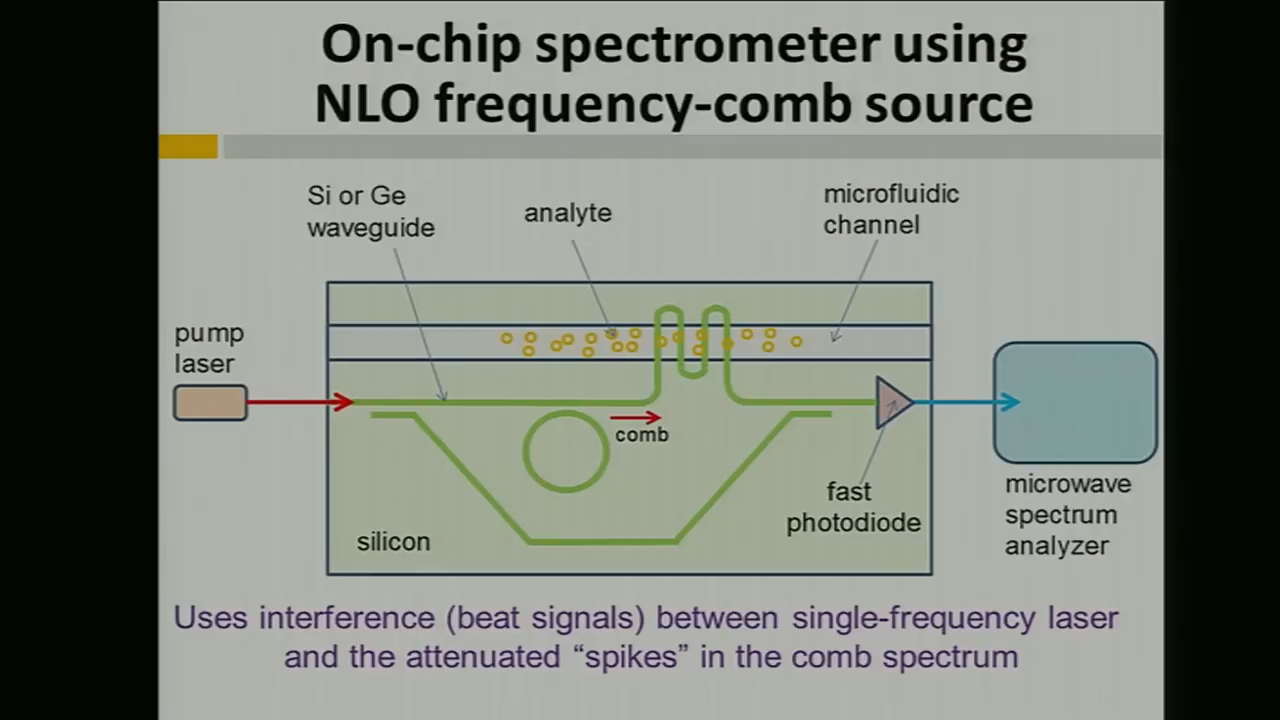 On-chip spectrometer using
NLO frequency-comb source
Si or Ge
waveguide
analyte
microfluidic
channel
pump
laser
comb
fast
photodiode
silicon
microwave
spectrum
analyzer
Uses interference (beat signals) between single-frequency laser
and the attenuated “spikes” in the comb spectrum